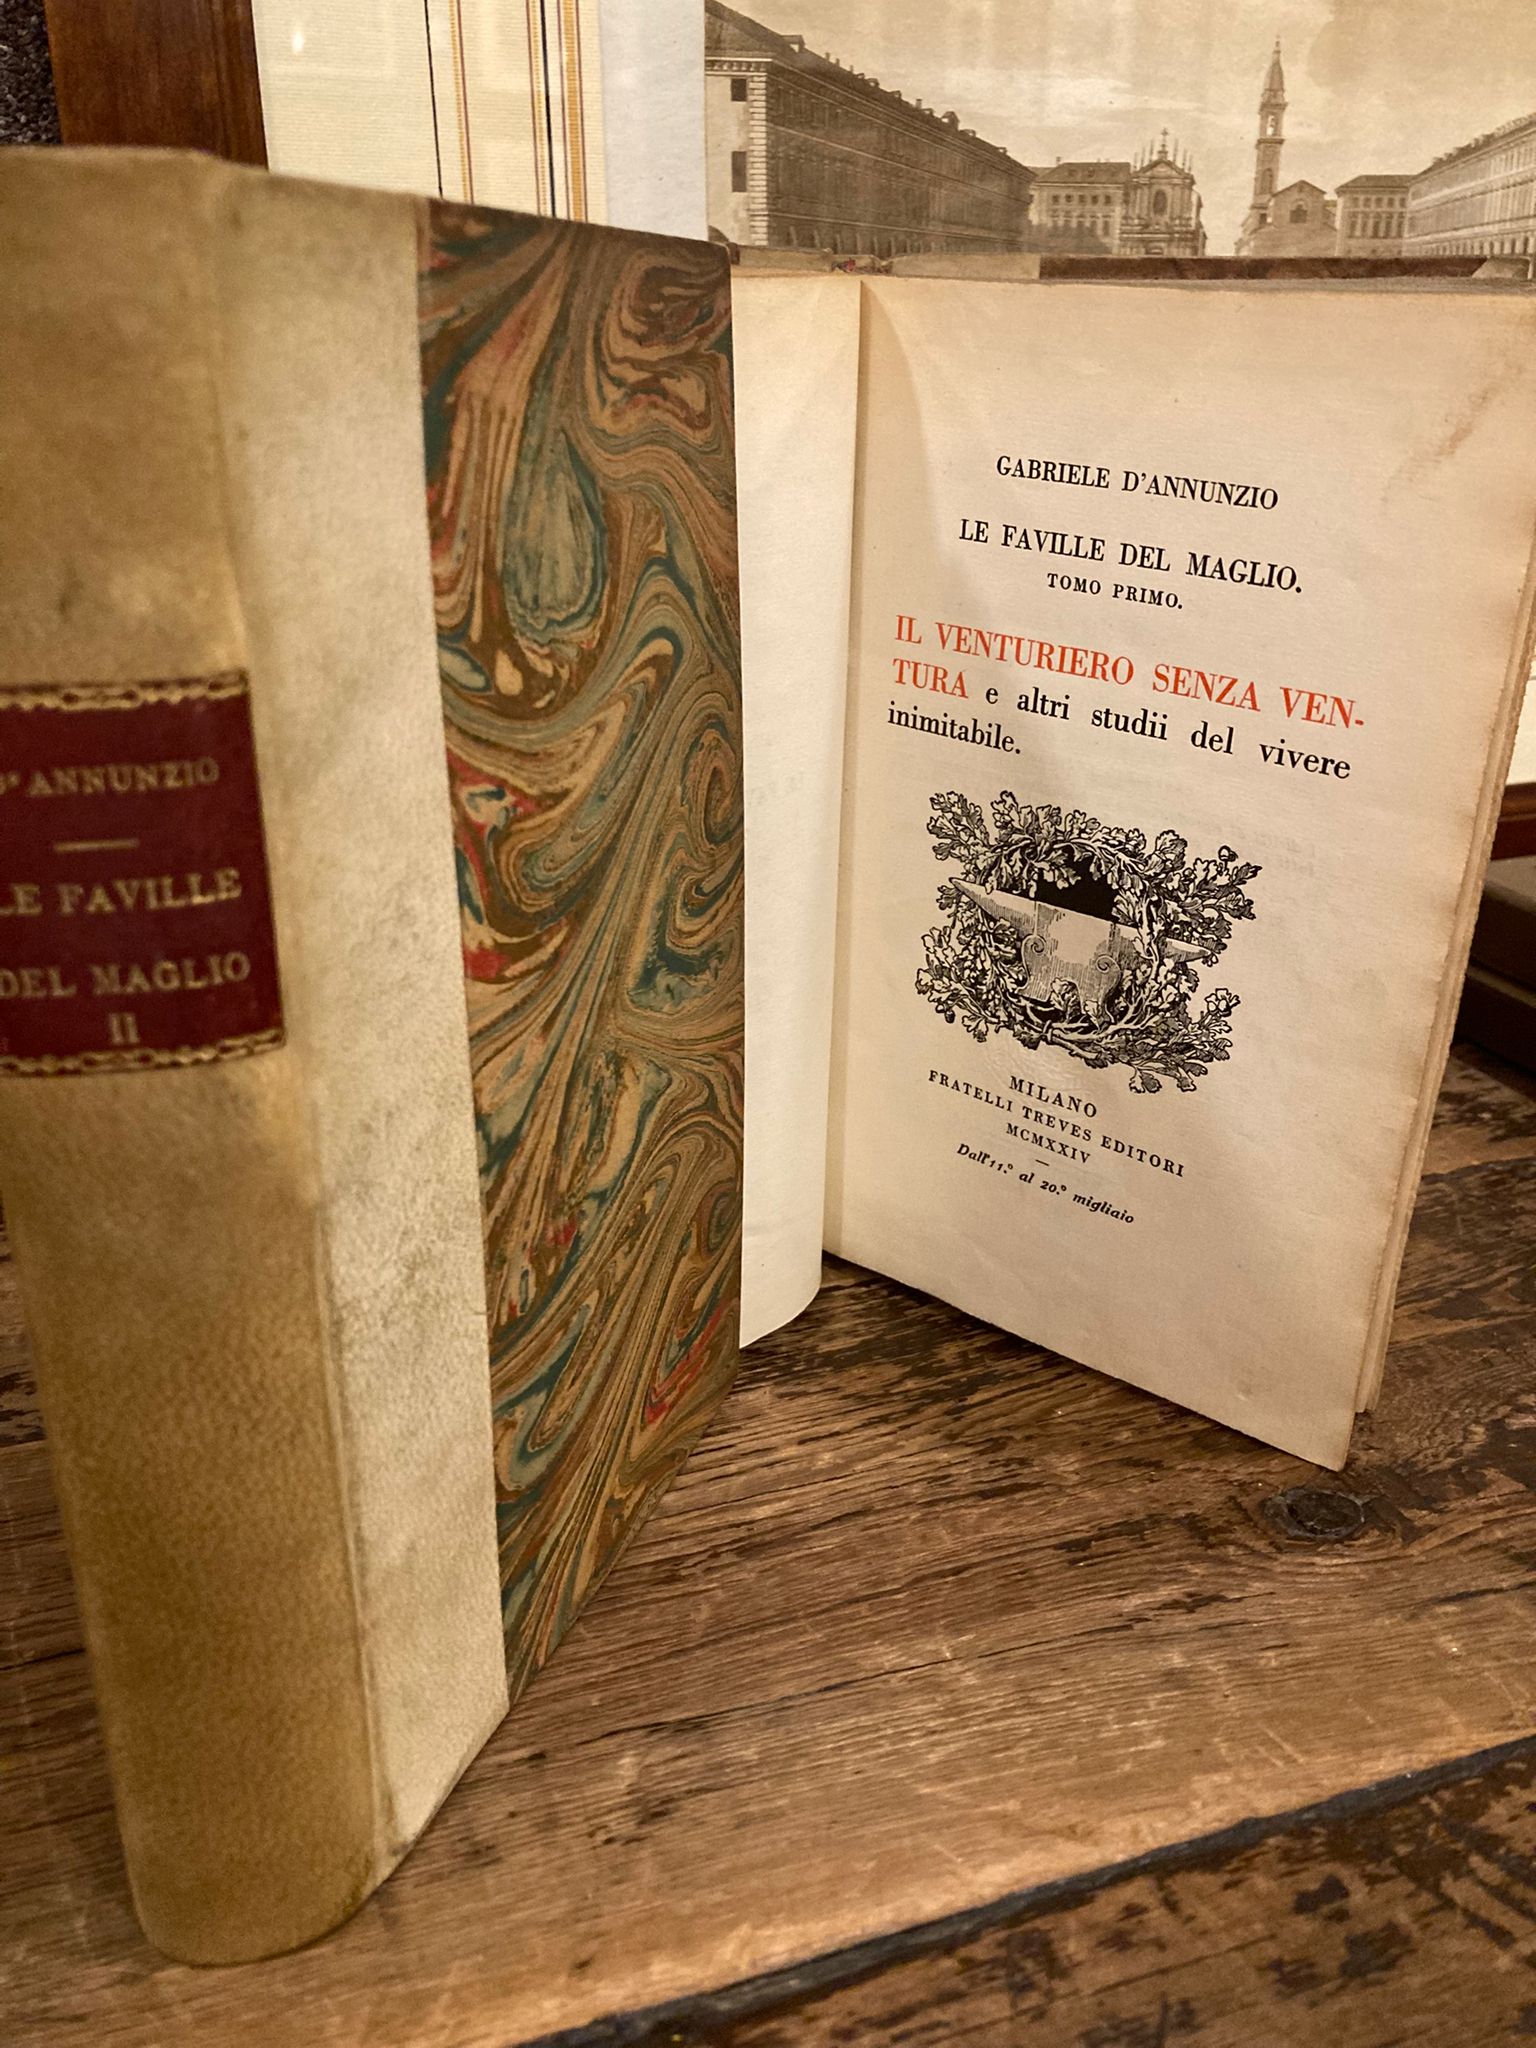 D'ANNUNZIO
LE FAVILLE
DEL MAGLIO
II
GABRIELE D'ANNUNZIO
LE FAVILLE DEL MAGLIO.
TOMO PRIMO.
IL VENTURIERO SENZA VEN-
TURA e altri studii del vivere
inimitabile.
MILANO
FRATELLI TREVES EDITORI
MCMXXIV
Dall'11.º al 20.º migliaio